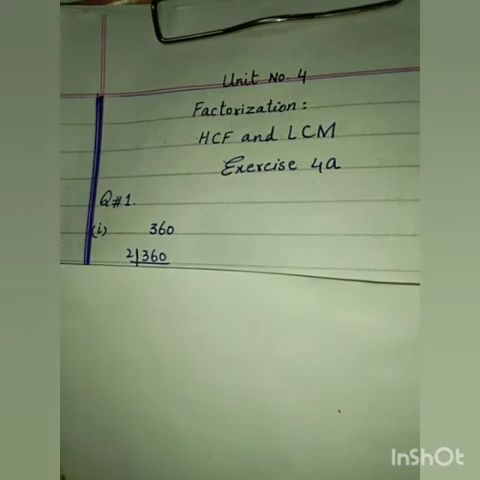 Unit No. 4
Factorization:
HCF and LCM
Exercise 4a
Q#1.
(i) 360
2|360
InShOt